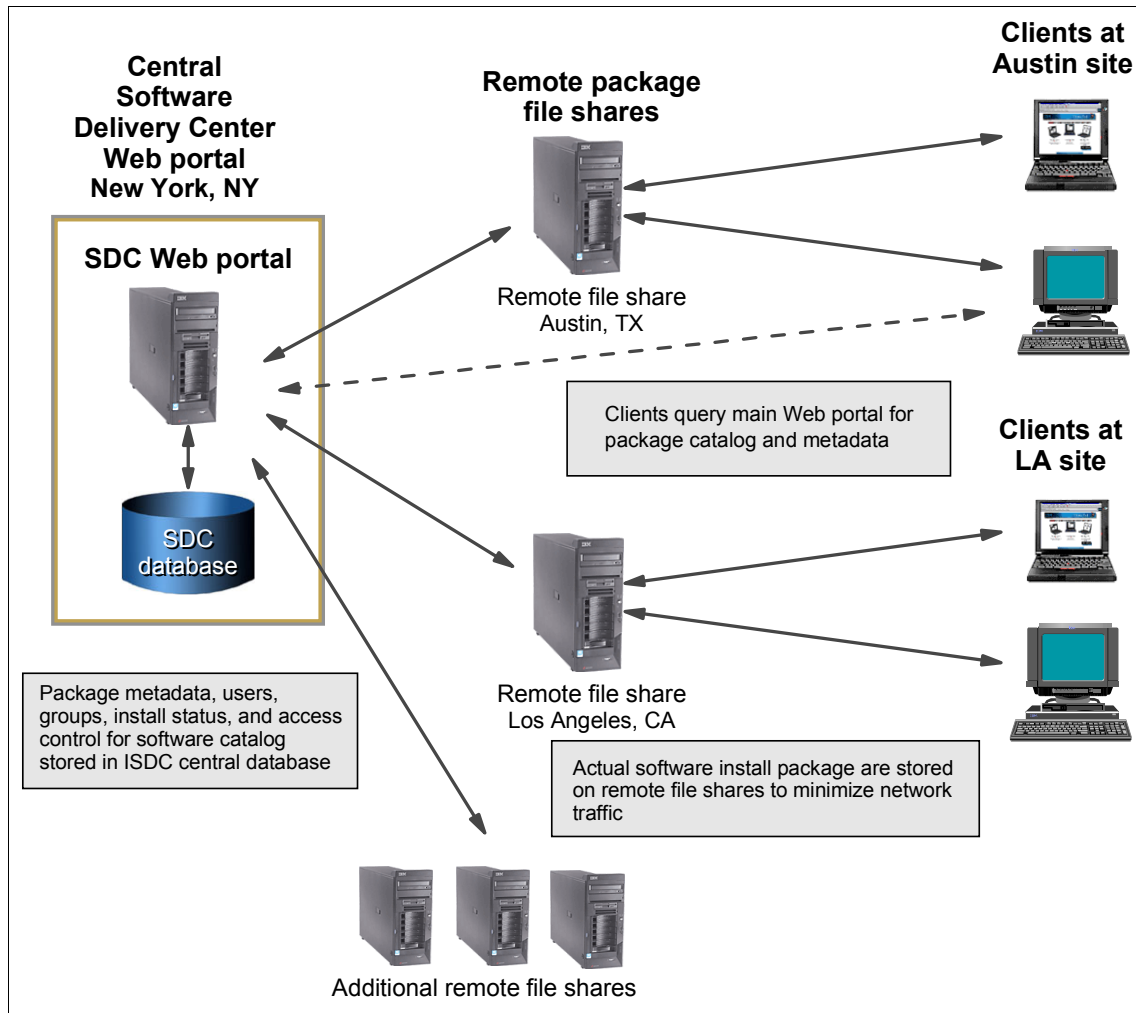 Central
Software
Delivery Center
Web portal
New York, NY
SDC Web portal
SDC
database
Package metadata, users,
groups, install status, and access
control for software catalog
stored in ISDC central database
Remote package
file shares
Remote file share
Austin, TX
Clients at
Austin site
Clients query main Web portal for
package catalog and metadata
Clients at
LA site
Remote file share
Los Angeles, CA
Actual software install package are stored
on remote file shares to minimize network
traffic
Additional remote file shares